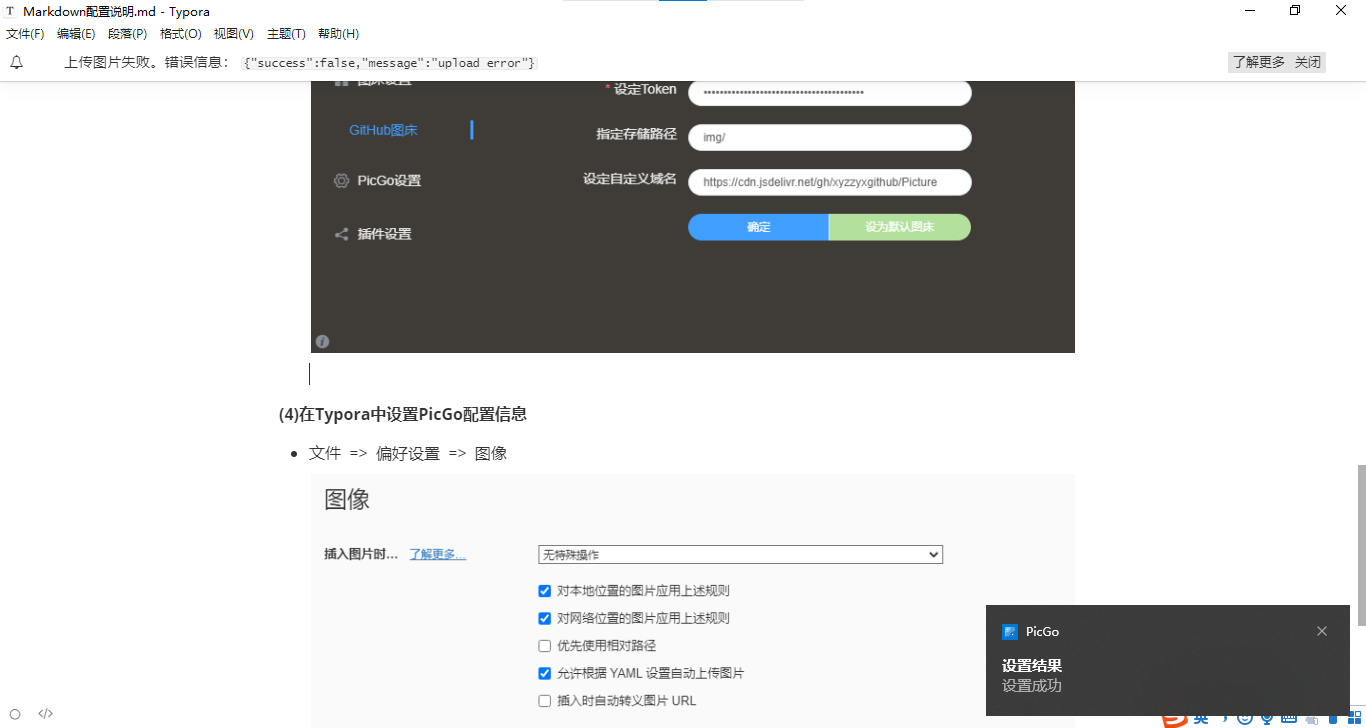 T Markdown配置说明.md - Typora
文件(F) 编辑(E) 段落(P) 格式(O) 视图(V) 主题(T) 帮助(H)
上传图片失败。错误信息： {"success":false,"message":"upload error"} 了解更多 关闭
图床设置
* 设定Token ••••••••••••••••••••••••••••••••••••••••
GitHub图床
指定存储路径 img/
PicGo设置
设定自定义域名 https://cdn.jsdelivr.net/gh/xyzzyxgithub/Picture
确定 设为默认图床
插件设置
(4)在Typora中设置PicGo配置信息
• 文件 => 偏好设置 => 图像
图像
插入图片时... 了解更多... 无特殊操作
对本地位置的图片应用上述规则
对网络位置的图片应用上述规则
优先使用相对路径
允许根据 YAML 设置自动上传图片
插入时自动转义图片 URL
PicGo
设置结果
设置成功
</>
英